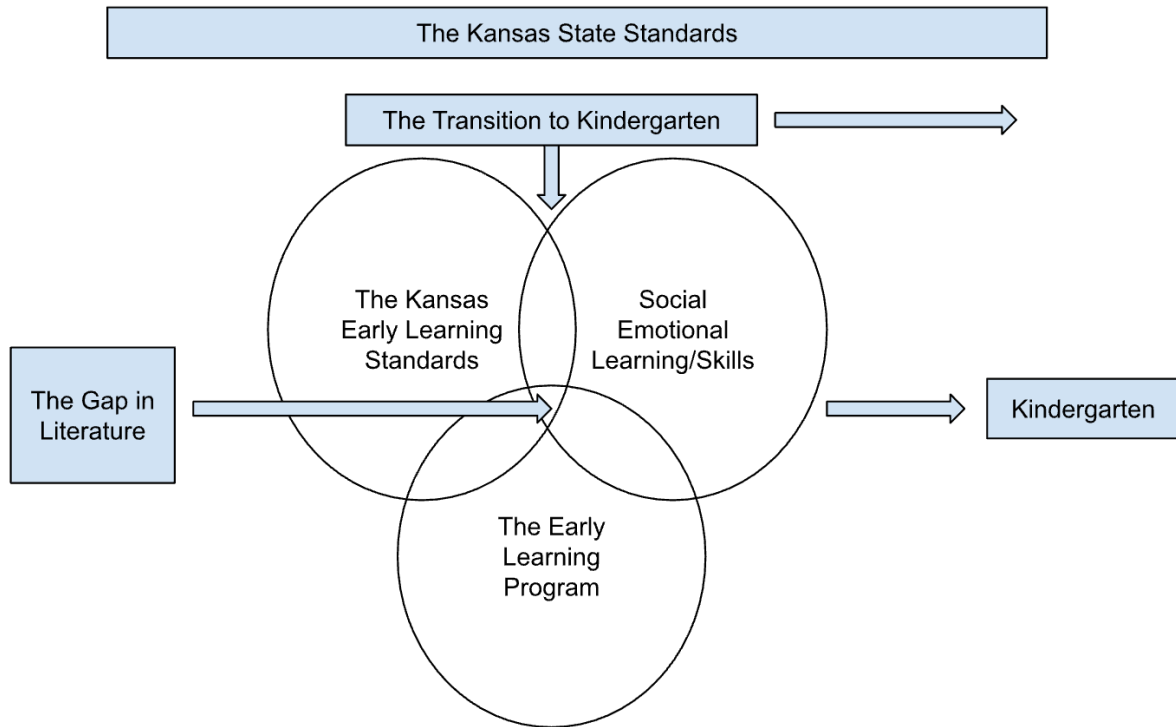 The Kansas State Standards
The Transition to Kindergarten
The Kansas
Early Learning
Standards
Social
Emotional
Learning/Skills
The Gap in
Literature
Kindergarten
The Early
Learning
Program